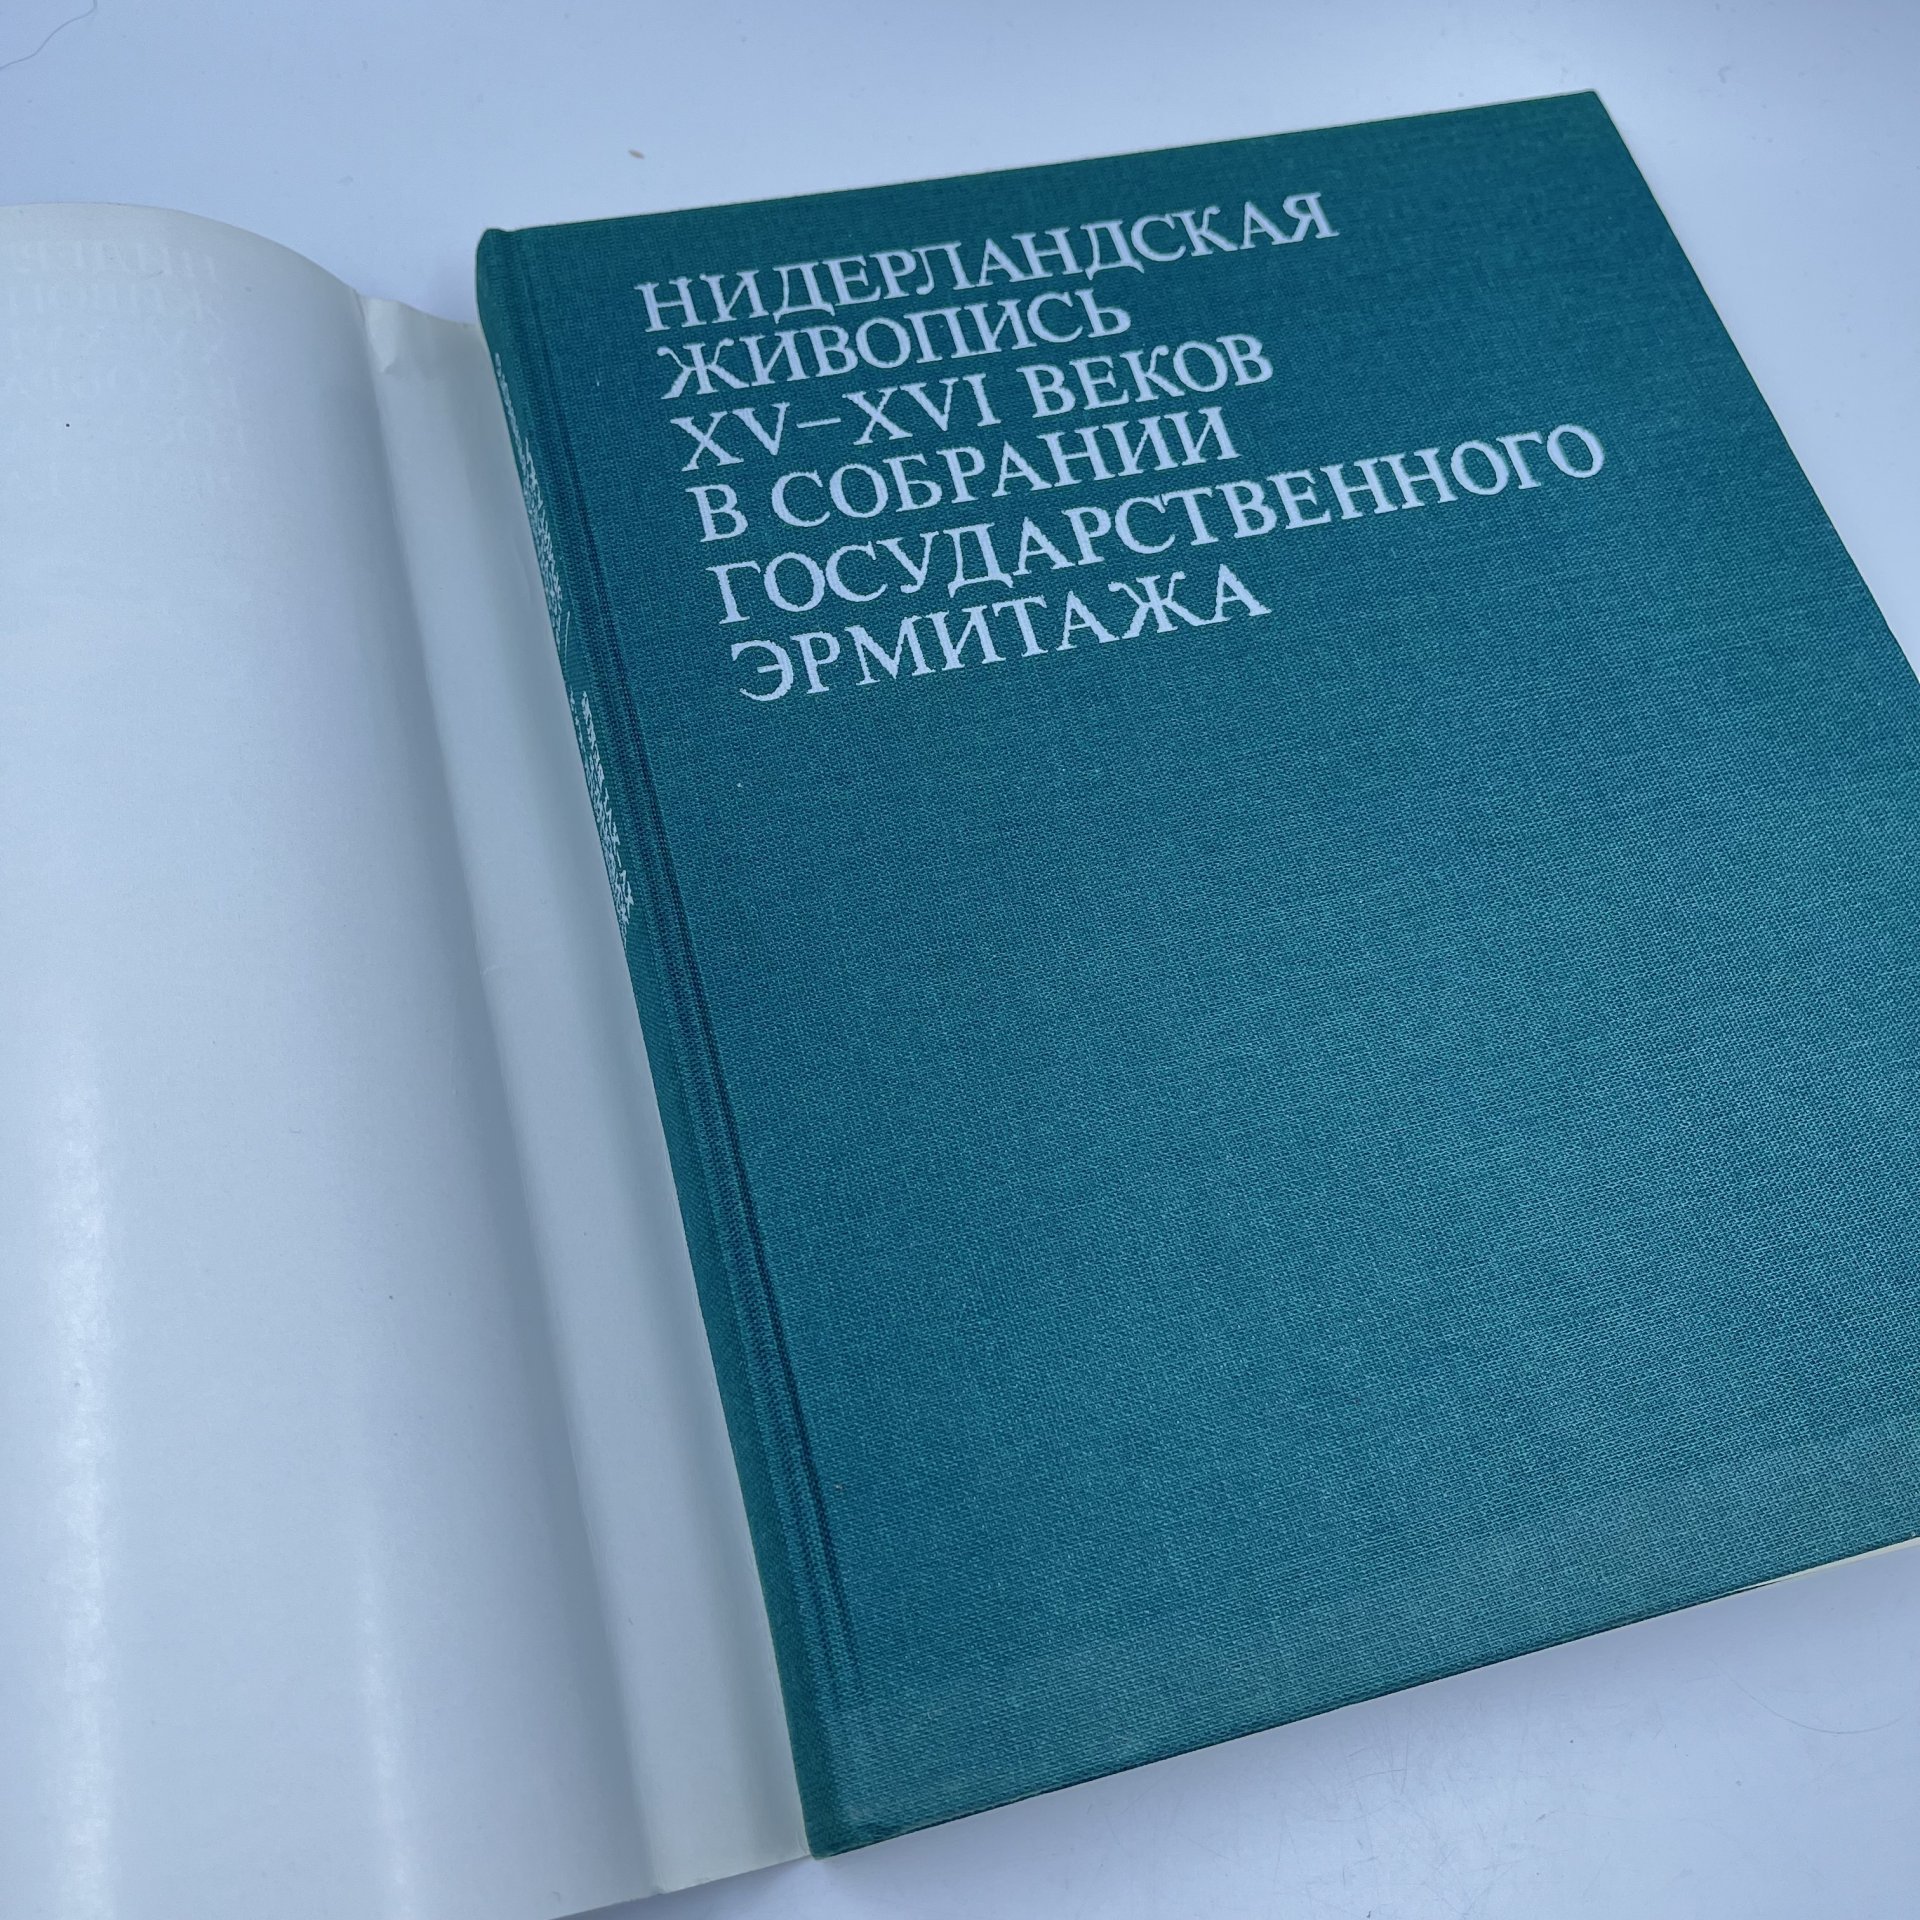 НИДЕРЛАНДСКАЯ
ЖИВОПИСЬ
XV–XVI ВЕКОВ
В СОБРАНИИ
ГОСУДАРСТВЕННОГО
ЭРМИТАЖА